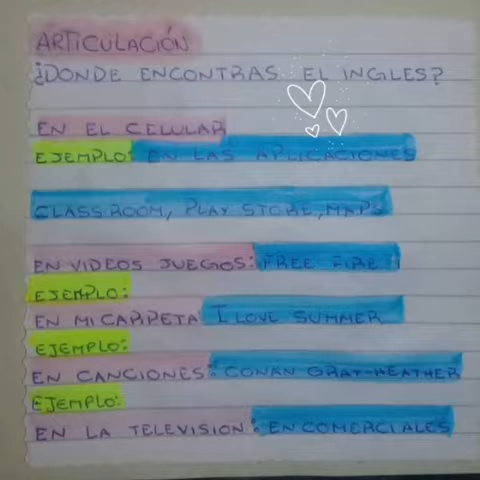 ARTICULACIÓN
¿DONDE ENCONTRAS EL INGLES?
EN EL CELULAR
EJEMPLO: EN LAS APLICACIONES
CLASSROOM, PLAY STORE, MAPS
EN VIDEOS JUEGOS: FREE FIRE
EJEMPLO:
EN MI CARPETA: I LOVE SUMMER
EJEMPLO:
EN CANCIONES: CONAN GRAY-HEATHER
EJEMPLO:
EN LA TELEVISION: EN COMERCIALES